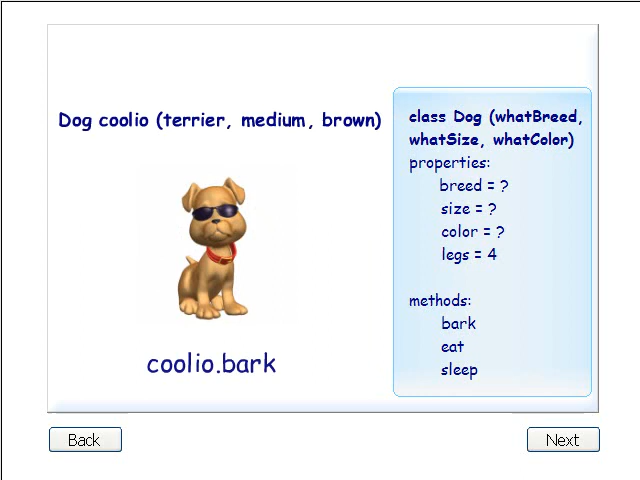 Dog coolio (terrier, medium, brown)
coolio.bark
class Dog (whatBreed,
whatSize, whatColor)
properties:
breed = ?
size = ?
color = ?
legs = 4
methods:
bark
eat
sleep
Back
Next